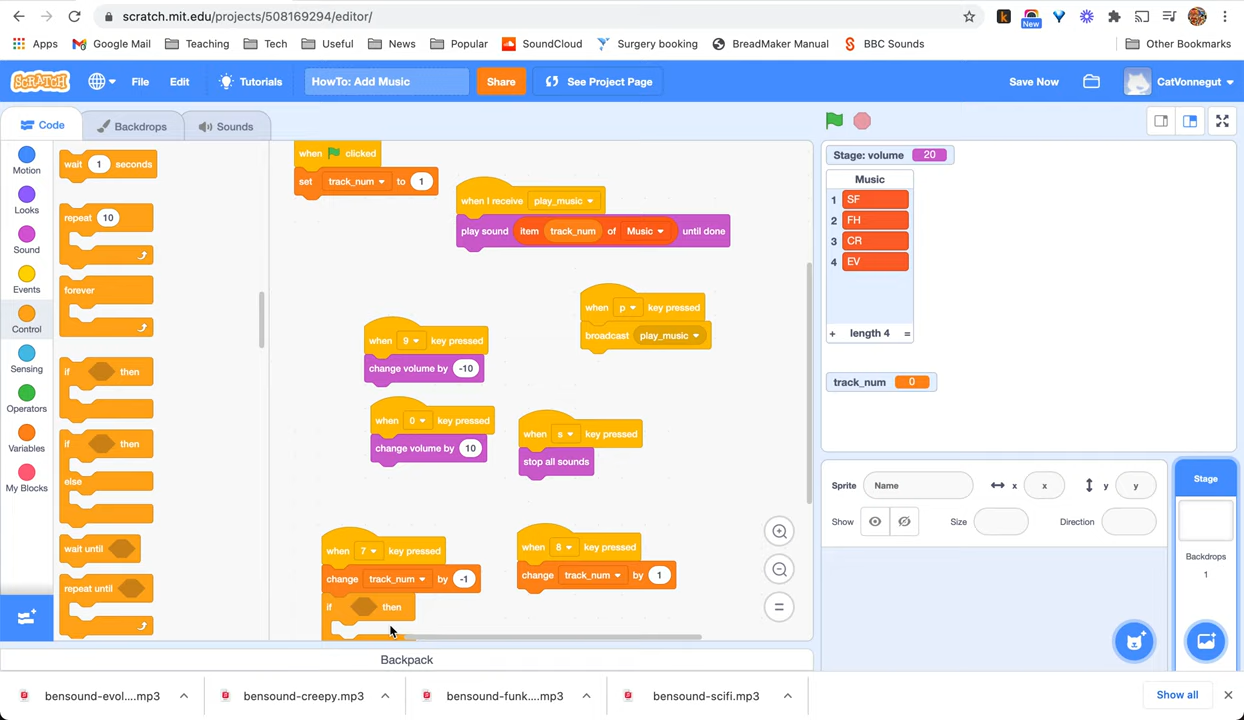 scratch.mit.edu/projects/508169294/editor/
New
Apps Google Mail Teaching Tech Useful News Popular SoundCloud Surgery booking BreadMaker Manual BBC Sounds Other Bookmarks
SCRATCH File Edit Tutorials HowTo: Add Music Share See Project Page Save Now CatVonnegut
Code Backdrops Sounds
Motion
Looks
Sound
Events
Control
Sensing
Operators
Variables
My Blocks
wait 1 seconds
repeat 10
forever
if then
if then
else
wait until
repeat until
when clicked
set track_num to 1
when I receive play_music
play sound item track_num of Music until done
when p key pressed
broadcast play_music
when 9 key pressed
change volume by -10
when 0 key pressed
change volume by 10
when s key pressed
stop all sounds
when 7 key pressed
change track_num by -1
if then
when 8 key pressed
change track_num by 1
Stage: volume 20
Music
1 SF
2 FH
3 CR
4 EV
+ length 4 =
track_num 0
Sprite Name x x y y
Show Size Direction
Stage
Backdrops
1
Backpack
bensound-evol....mp3 bensound-creepy.mp3 bensound-funk....mp3 bensound-scifi.mp3 Show all